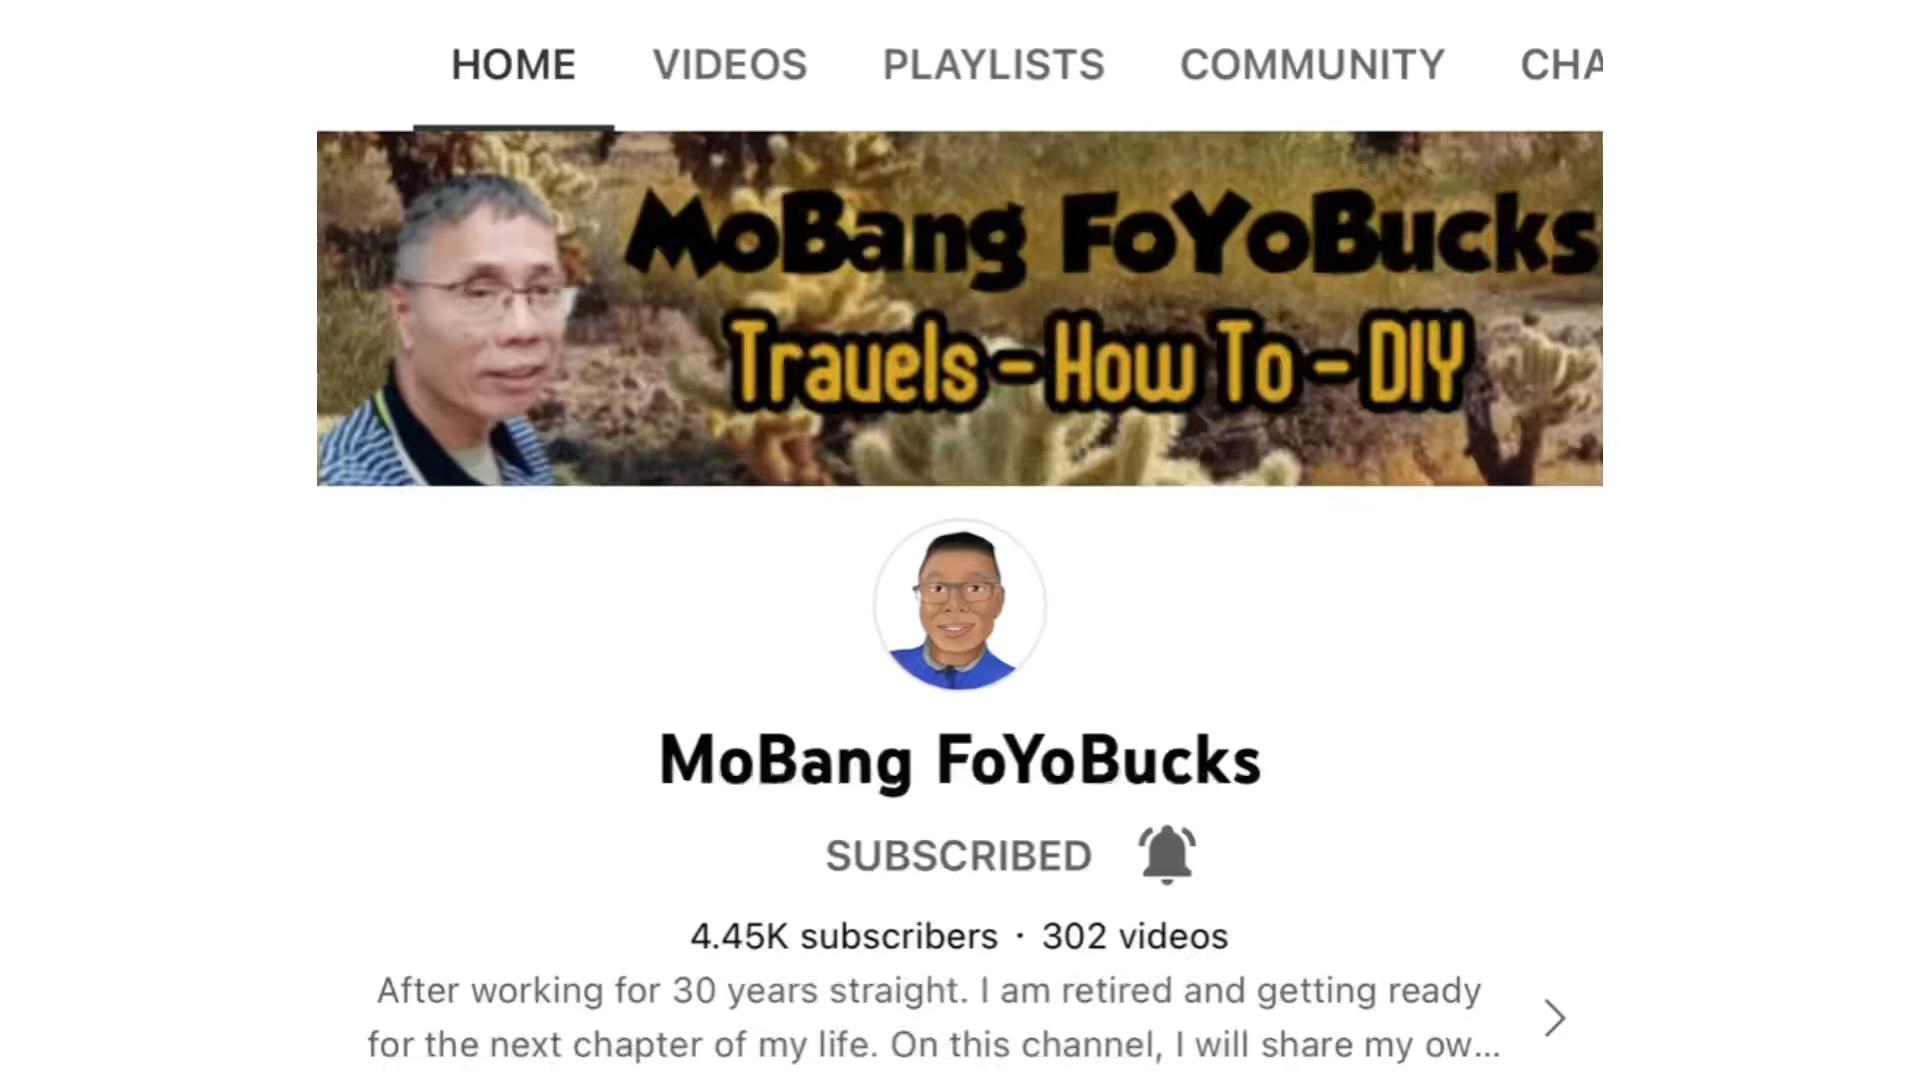 HOME VIDEOS PLAYLISTS COMMUNITY CHA
MoBang FoYoBucks
Travels - How To - DIY
MoBang FoYoBucks
SUBSCRIBED
4.45K subscribers · 302 videos
After working for 30 years straight. I am retired and getting ready
for the next chapter of my life. On this channel, I will share my ow...